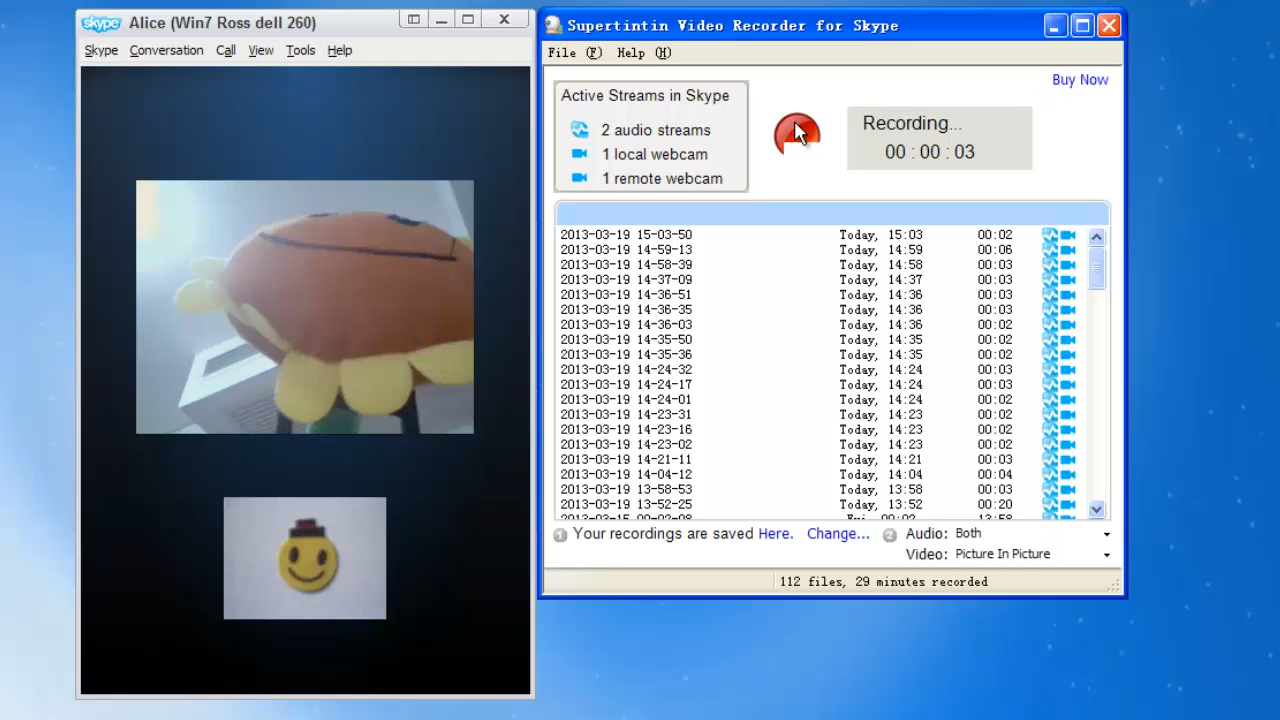 skype Alice (Win7 Ross dell 260)
Skype Conversation Call View Tools Help
Supertintin Video Recorder for Skype
File (F) Help (H)
Buy Now
Active Streams in Skype
2 audio streams
1 local webcam
1 remote webcam
Recording...
00 : 00 : 03
2013-03-19 15-03-50 Today, 15:03 00:02
2013-03-19 14-59-13 Today, 14:59 00:06
2013-03-19 14-58-39 Today, 14:58 00:03
2013-03-19 14-37-09 Today, 14:37 00:03
2013-03-19 14-36-51 Today, 14:36 00:03
2013-03-19 14-36-35 Today, 14:36 00:03
2013-03-19 14-36-03 Today, 14:36 00:02
2013-03-19 14-35-50 Today, 14:35 00:02
2013-03-19 14-35-36 Today, 14:35 00:02
2013-03-19 14-24-32 Today, 14:24 00:03
2013-03-19 14-24-17 Today, 14:24 00:03
2013-03-19 14-24-01 Today, 14:24 00:02
2013-03-19 14-23-31 Today, 14:23 00:02
2013-03-19 14-23-16 Today, 14:23 00:02
2013-03-19 14-23-02 Today, 14:23 00:02
2013-03-19 14-21-11 Today, 14:21 00:03
2013-03-19 14-04-12 Today, 14:04 00:04
2013-03-19 13-58-53 Today, 13:58 00:03
2013-03-19 13-52-25 Today, 13:52 00:20
1 Your recordings are saved Here. Change... 2 Audio: Both
Video: Picture In Picture
112 files, 29 minutes recorded